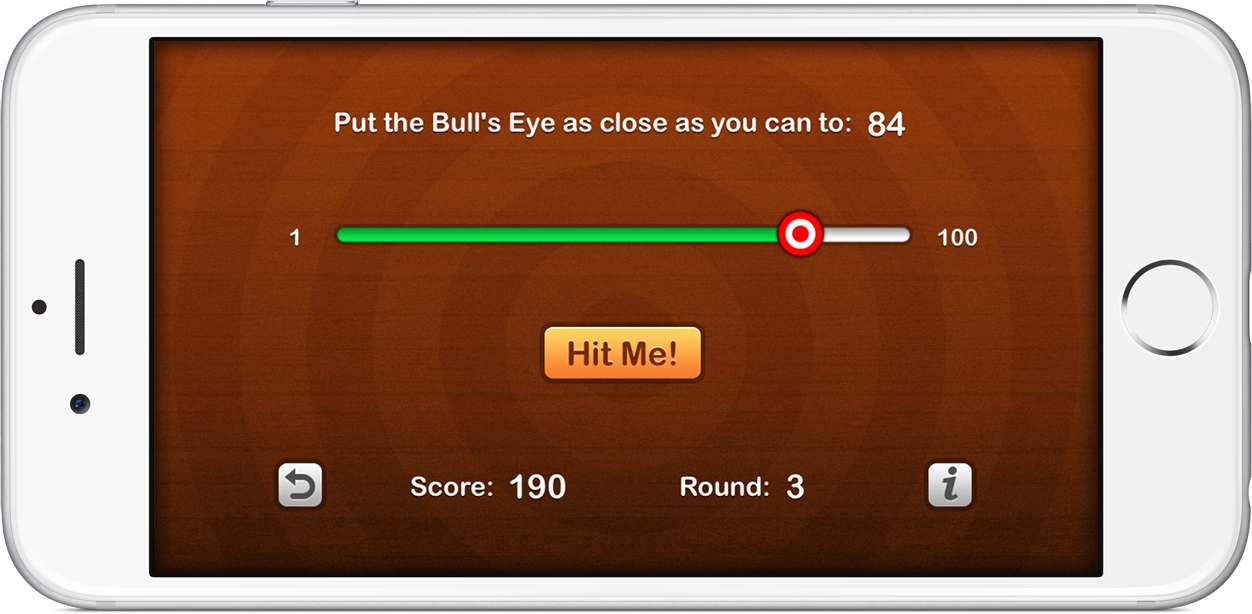 Put the Bull's Eye as close as you can to: 84
1 100
Hit Me!
Score: 190 Round: 3
i